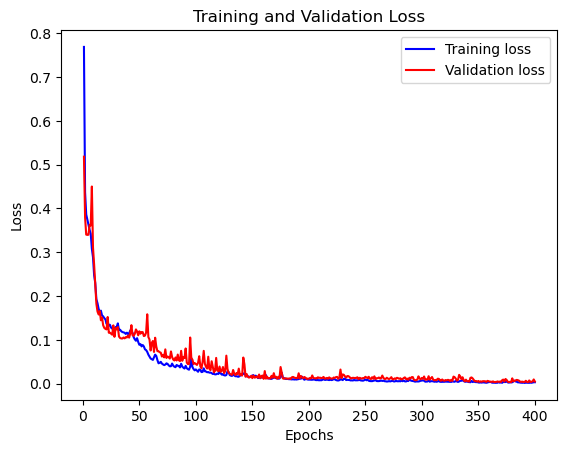 Training and Validation Loss
Training loss
Validation loss
Loss
0.8
0.7
0.6
0.5
0.4
0.3
0.2
0.1
0.0
0 50 100 150 200 250 300 350 400
Epochs